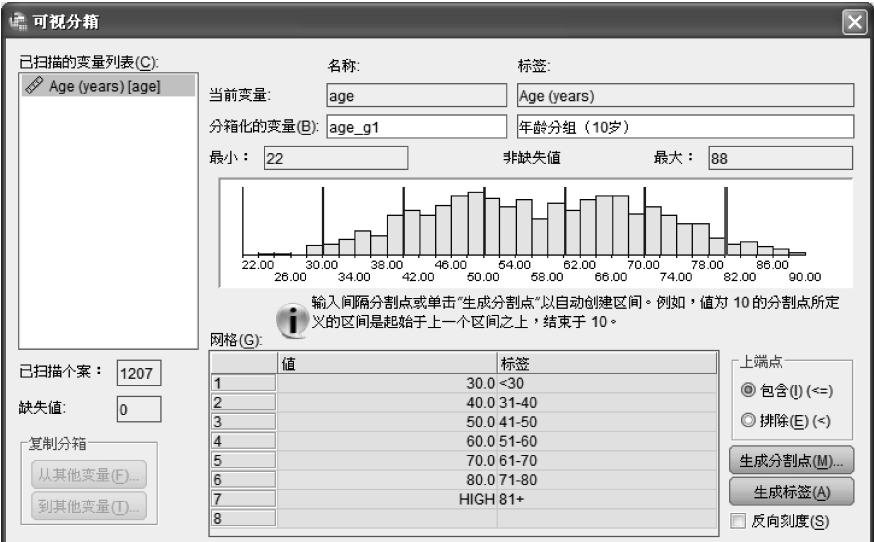 可视分箱
已扫描的变量列表(C):
Age (years) [age]
名称: 标签:
当前变量: age Age (years)
分箱化的变量(B): age_g1 年龄分组（10岁）
最小： 22 非缺失值 最大： 88
22.00 30.00 38.00 46.00 54.00 62.00 70.00 78.00 86.00
26.00 34.00 42.00 50.00 58.00 66.00 74.00 82.00 90.00
输入间隔分割点或单击“生成分割点”以自动创建区间。例如，值为 10 的分割点所定
义的区间是起始于上一个区间之上，结束于 10。
网格(G):
值 标签
1 30.0 <30
2 40.0 31-40
3 50.0 41-50
4 60.0 51-60
5 70.0 61-70
6 80.0 71-80
7 HIGH 81+
8
已扫描个案： 1207
缺失值: 0
复制分箱
从其他变量(F)...
到其他变量(T)...
上端点
包含(I) (<=)
排除(E) (<)
生成分割点(M)...
生成标签(A)
反向刻度(S)